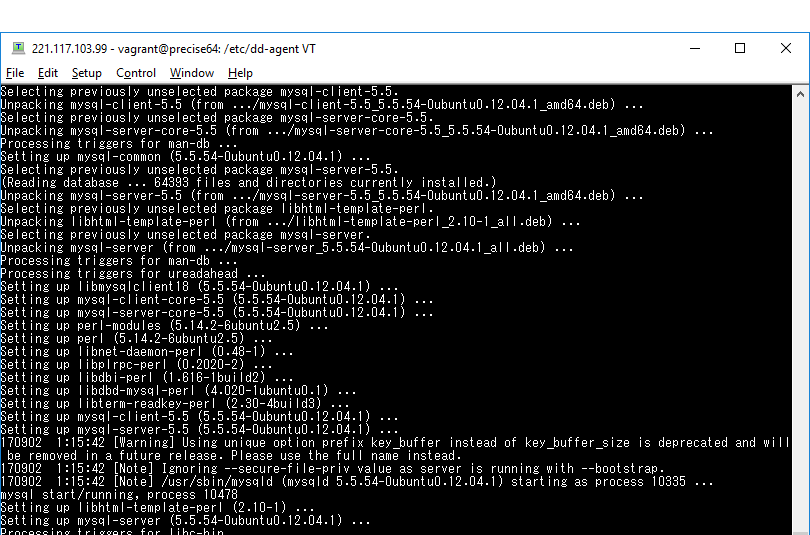 221.117.103.99 - vagrant@precise64: /etc/dd-agent VT
File Edit Setup Control Window Help
Selecting previously unselected package mysql-client-5.5.
Unpacking mysql-client-5.5 (from .../mysql-client-5.5_5.5.54-0ubuntu0.12.04.1_amd64.deb) ...
Selecting previously unselected package mysql-server-core-5.5.
Unpacking mysql-server-core-5.5 (from .../mysql-server-core-5.5_5.5.54-0ubuntu0.12.04.1_amd64.deb) ...
Processing triggers for man-db ...
Setting up mysql-common (5.5.54-0ubuntu0.12.04.1) ...
Selecting previously unselected package mysql-server-5.5.
(Reading database ... 64393 files and directories currently installed.)
Unpacking mysql-server-5.5 (from .../mysql-server-5.5_5.5.54-0ubuntu0.12.04.1_amd64.deb) ...
Selecting previously unselected package libhtml-template-perl.
Unpacking libhtml-template-perl (from .../libhtml-template-perl_2.10-1_all.deb) ...
Selecting previously unselected package mysql-server.
Unpacking mysql-server (from .../mysql-server_5.5.54-0ubuntu0.12.04.1_all.deb) ...
Processing triggers for man-db ...
Processing triggers for ureadahead ...
Setting up libmysqlclient18 (5.5.54-0ubuntu0.12.04.1) ...
Setting up mysql-client-core-5.5 (5.5.54-0ubuntu0.12.04.1) ...
Setting up mysql-server-core-5.5 (5.5.54-0ubuntu0.12.04.1) ...
Setting up perl-modules (5.14.2-6ubuntu2.5) ...
Setting up perl (5.14.2-6ubuntu2.5) ...
Setting up libnet-daemon-perl (0.48-1) ...
Setting up libplrpc-perl (0.2020-2) ...
Setting up libdbi-perl (1.616-1build2) ...
Setting up libdbd-mysql-perl (4.020-1ubuntu0.1) ...
Setting up libterm-readkey-perl (2.30-4build3) ...
Setting up mysql-client-5.5 (5.5.54-0ubuntu0.12.04.1) ...
Setting up mysql-server-5.5 (5.5.54-0ubuntu0.12.04.1) ...
170902  1:15:42 [Warning] Using unique option prefix key_buffer instead of key_buffer_size is deprecated and will
 be removed in a future release. Please use the full name instead.
170902  1:15:42 [Note] Ignoring --secure-file-priv value as server is running with --bootstrap.
170902  1:15:42 [Note] /usr/sbin/mysqld (mysqld 5.5.54-0ubuntu0.12.04.1) starting as process 10335 ...
mysql start/running, process 10478
Setting up libhtml-template-perl (2.10-1) ...
Setting up mysql-server (5.5.54-0ubuntu0.12.04.1) ...
Processing triggers for libc-bin